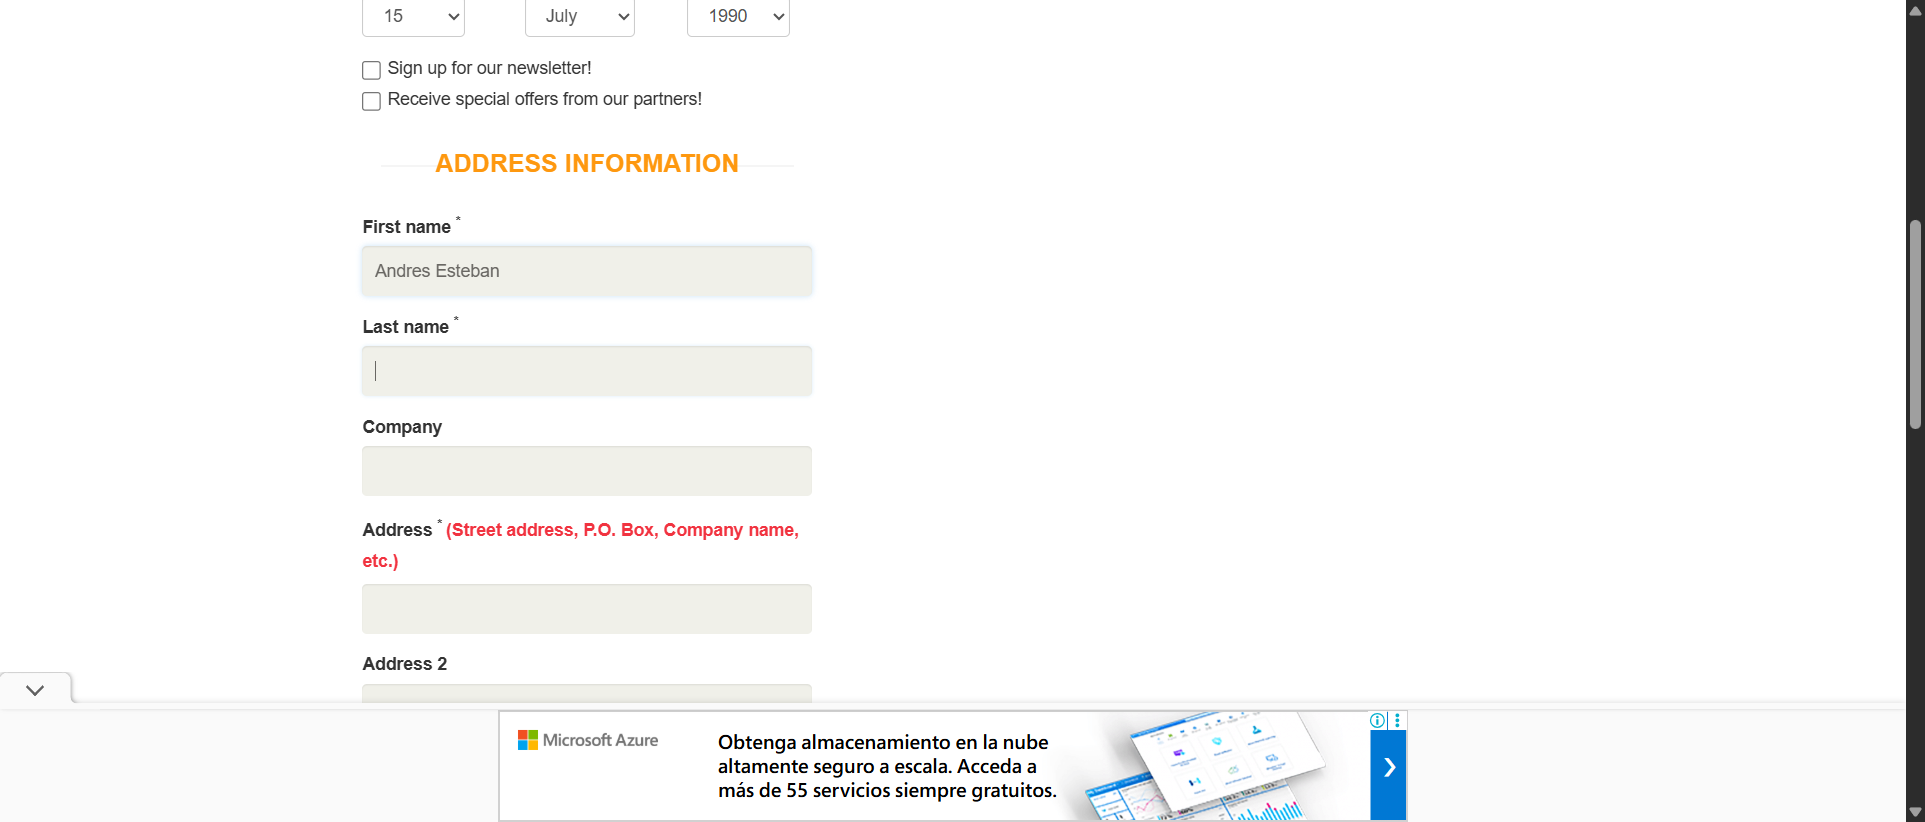 15 July 1990
Sign up for our newsletter!
Receive special offers from our partners!
ADDRESS INFORMATION
First name *
Andres Esteban
Last name *
Company
Address * (Street address, P.O. Box, Company name,
etc.)
Address 2
Microsoft Azure
Obtenga almacenamiento en la nube
altamente seguro a escala. Acceda a
más de 55 servicios siempre gratuitos.